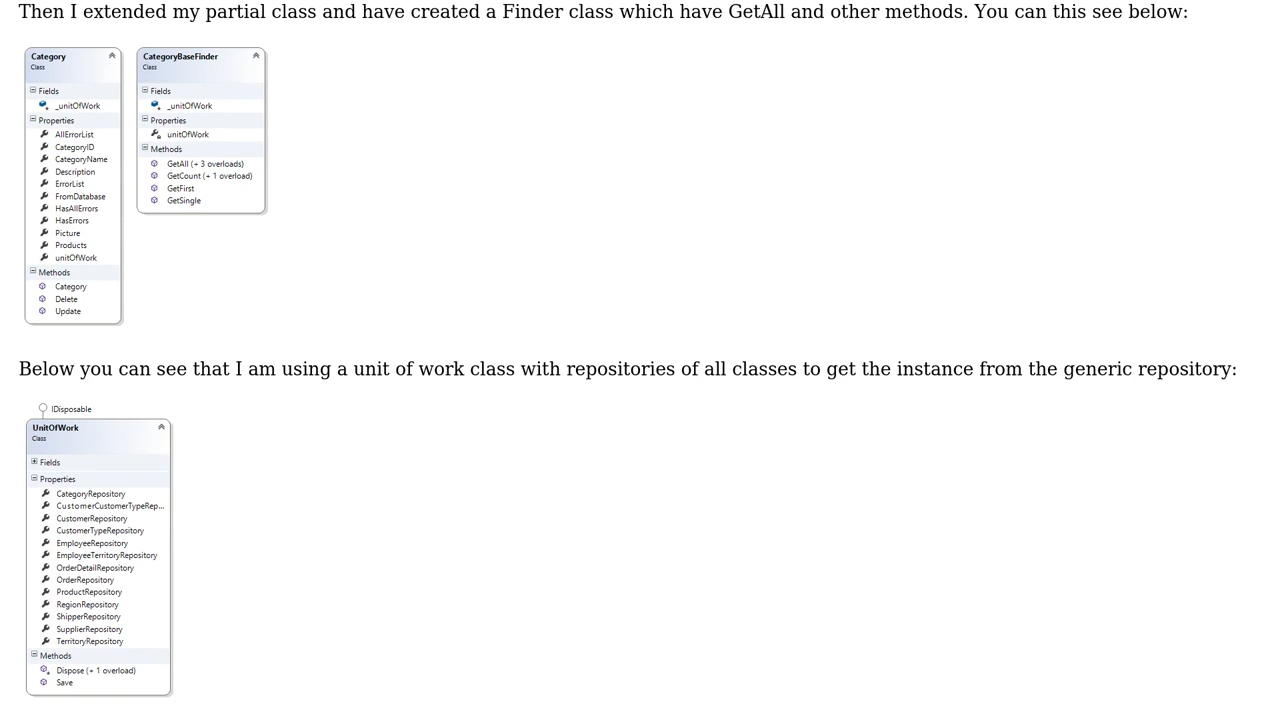 Then I extended my partial class and have created a Finder class which have GetAll and other methods. You can this see below:
Category
Class
Fields
_unitOfWork
Properties
AllErrorList
CategoryID
CategoryName
Description
ErrorList
FromDatabase
HasAllErrors
HasErrors
Picture
Products
unitOfWork
Methods
Category
Delete
Update
CategoryBaseFinder
Class
Fields
_unitOfWork
Properties
unitOfWork
Methods
GetAll (+ 3 overloads)
GetCount (+ 1 overload)
GetFirst
GetSingle
Below you can see that I am using a unit of work class with repositories of all classes to get the instance from the generic repository:
IDisposable
UnitOfWork
Class
Fields
Properties
CategoryRepository
CustomerCustomerTypeRep...
CustomerRepository
CustomerTypeRepository
EmployeeRepository
EmployeeTerritoryRepository
OrderDetailRepository
OrderRepository
ProductRepository
RegionRepository
ShipperRepository
SupplierRepository
TerritoryRepository
Methods
Dispose (+ 1 overload)
Save